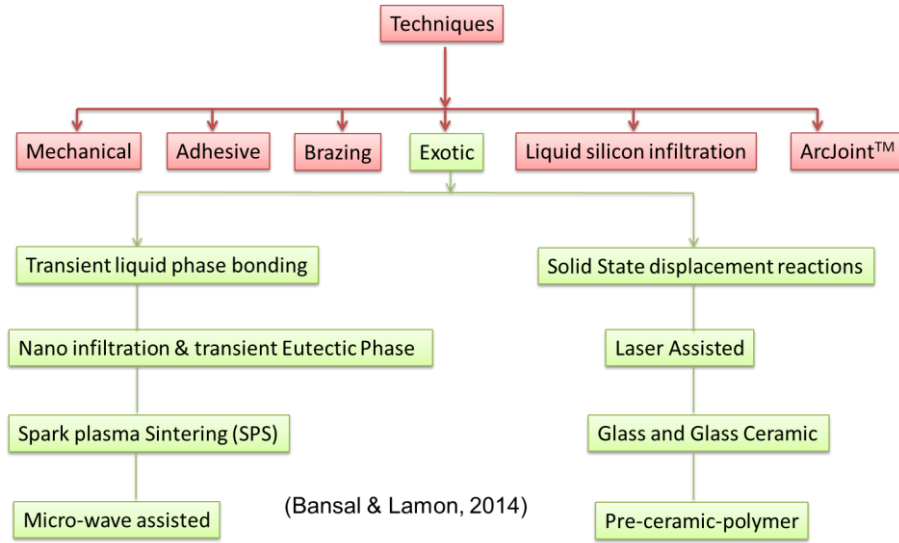 Techniques
Mechanical
Adhesive
Brazing
Exotic
Liquid silicon infiltration
ArcJoint™
Transient liquid phase bonding
Solid State displacement reactions
Nano infiltration & transient Eutectic Phase
Laser Assisted
Spark plasma Sintering (SPS)
Glass and Glass Ceramic
Micro-wave assisted
(Bansal & Lamon, 2014)
Pre-ceramic-polymer